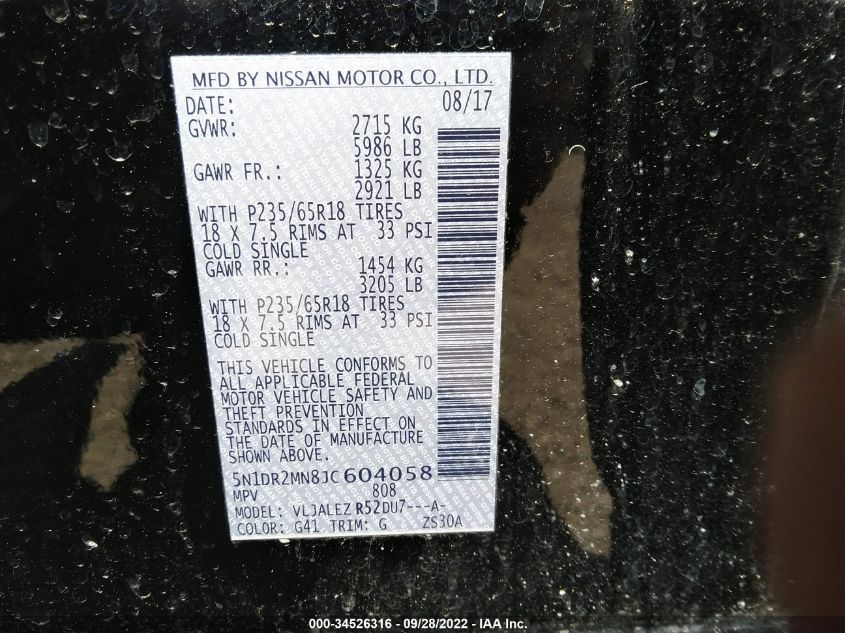 MFD BY NISSAN MOTOR CO., LTD.
DATE: 08/17
GVWR: 2715 KG
5986 LB
GAWR FR.: 1325 KG
2921 LB
WITH P235/65R18 TIRES
18 X 7.5 RIMS AT 33 PSI
COLD SINGLE
GAWR RR.: 1454 KG
3205 LB
WITH P235/65R18 TIRES
18 X 7.5 RIMS AT 33 PSI
COLD SINGLE
THIS VEHICLE CONFORMS TO
ALL APPLICABLE FEDERAL
MOTOR VEHICLE SAFETY AND
THEFT PREVENTION
STANDARDS IN EFFECT ON
THE DATE OF MANUFACTURE
SHOWN ABOVE.
5N1DR2MN8JC604058
MPV 808
MODEL: VLJALEZ R52DU7---A-
COLOR: G41 TRIM: G ZS30A
000-34526316 - 09/28/2022 - IAA Inc.